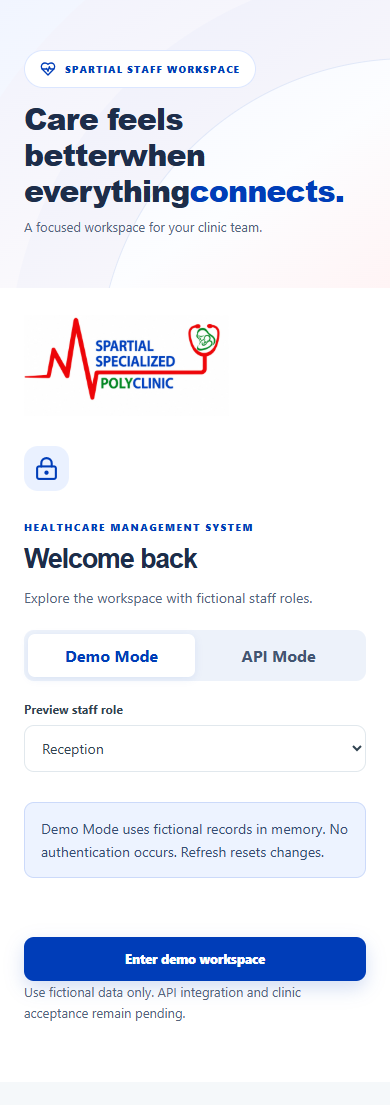 SPARTIAL STAFF WORKSPACE
Care feels
betterwhen
everythingconnects.
A focused workspace for your clinic team.
SPARTIAL
SPECIALIZED
POLYCLINIC
HEALTHCARE MANAGEMENT SYSTEM
Welcome back
Explore the workspace with fictional staff roles.
Demo Mode
API Mode
Preview staff role
Reception
Demo Mode uses fictional records in memory. No
authentication occurs. Refresh resets changes.
Enter demo workspace
Use fictional data only. API integration and clinic
acceptance remain pending.